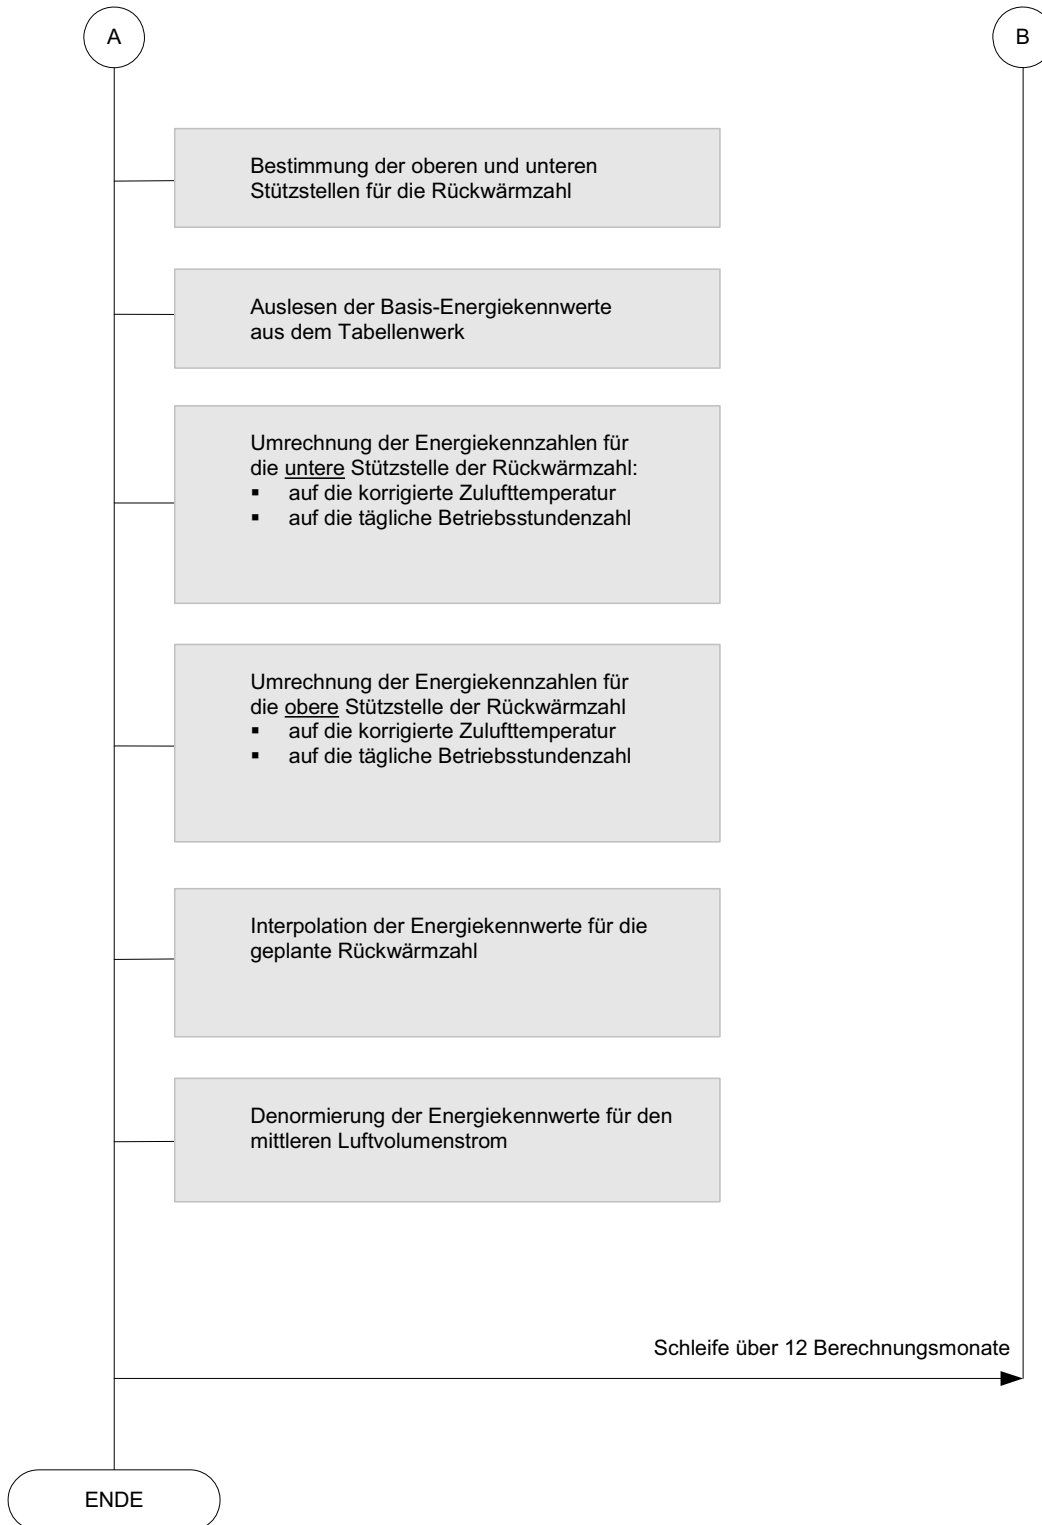 A
B
Bestimmung der oberen und unteren
Stützstellen für die Rückwärmzahl
Auslesen der Basis-Energiekennwerte
aus dem Tabellenwerk
Umrechnung der Energiekennzahlen für
die untere Stützstelle der Rückwärmzahl:
▪ auf die korrigierte Zulufttemperatur
▪ auf die tägliche Betriebsstundenzahl
Umrechnung der Energiekennzahlen für
die obere Stützstelle der Rückwärmzahl
▪ auf die korrigierte Zulufttemperatur
▪ auf die tägliche Betriebsstundenzahl
Interpolation der Energiekennwerte für die
geplante Rückwärmzahl
Denormierung der Energiekennwerte für den
mittleren Luftvolumenstrom
Schleife über 12 Berechnungsmonate
ENDE